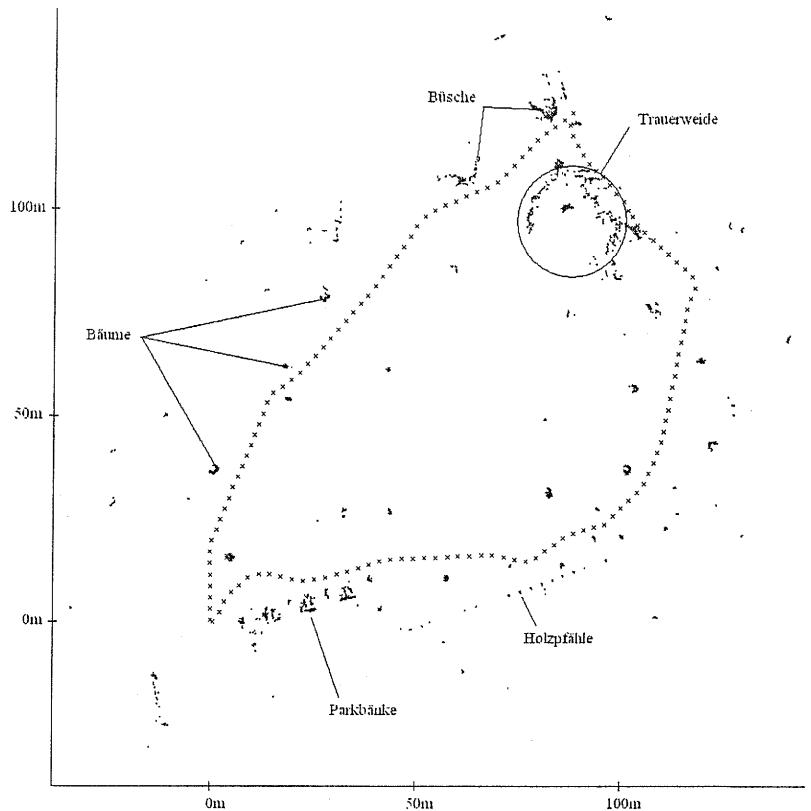 Büsche
Trauerweide
100m
Bäume
50m
0m
Holzpfähle
Parkbänke
0m
50m
100m